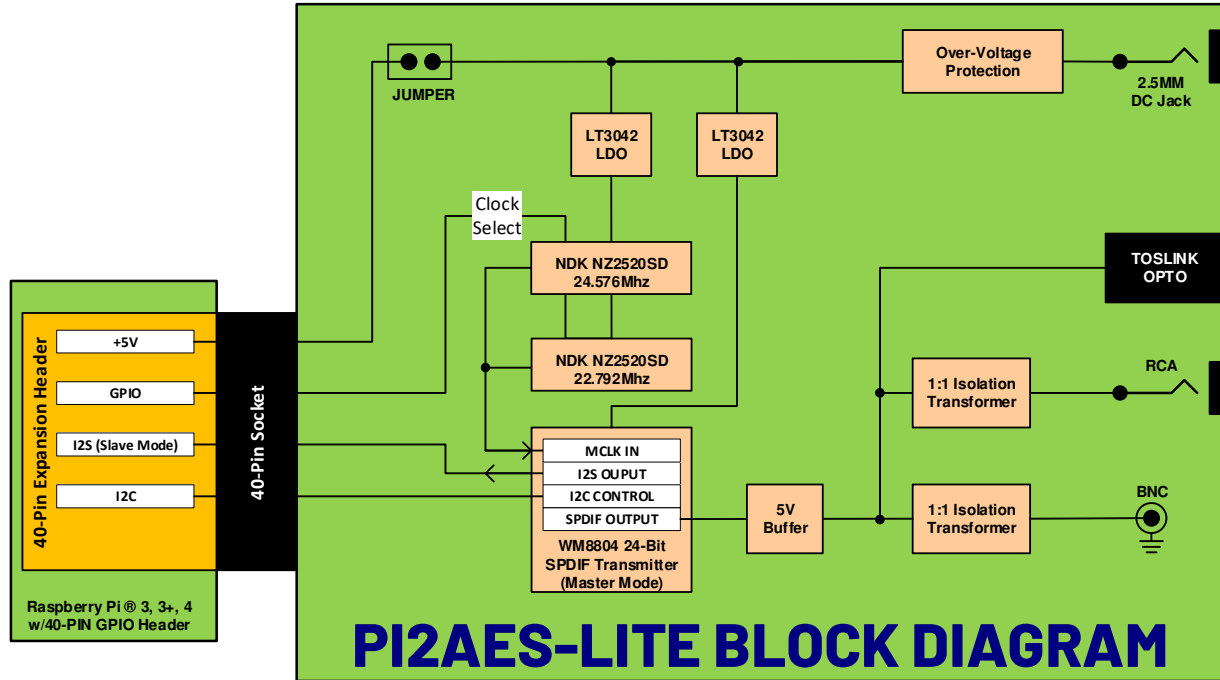 Over-Voltage
Protection
JUMPER
2.5MM
DC Jack
LT3042
LDO
LT3042
LDO
Clock
Select
NDK NZ2520SD
24.576Mhz
TOSLINK
OPTO
40-Pin Expansion Header
+5V
GPIO
I2S (Slave Mode)
I2C
40-Pin Socket
NDK NZ2520SD
22.792Mhz
1:1 Isolation
Transformer
RCA
MCLK IN
I2S OUPUT
I2C CONTROL
SPDIF OUTPUT
WM8804 24-Bit
SPDIF Transmitter
(Master Mode)
5V
Buffer
1:1 Isolation
Transformer
BNC
Raspberry Pi ® 3, 3+, 4
w/40-PIN GPIO Header
PI2AES-LITE BLOCK DIAGRAM